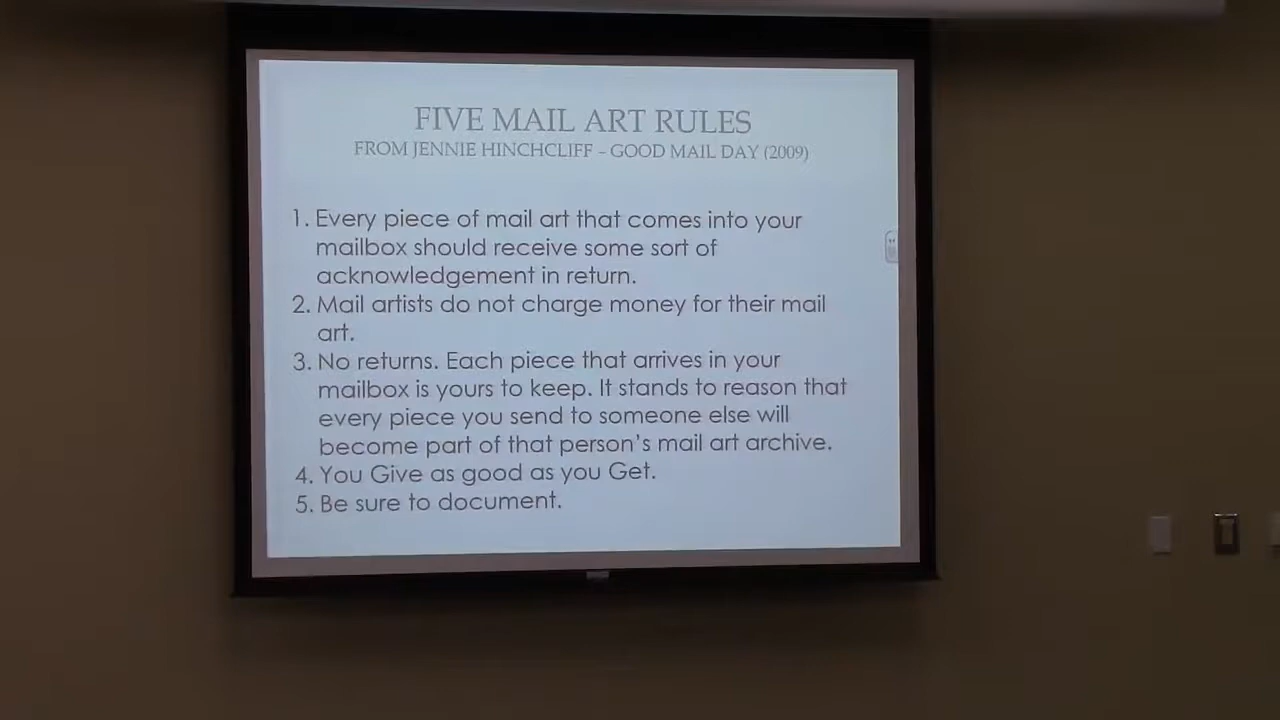 FIVE MAIL ART RULES
FROM JENNIE HINCHCLIFF – GOOD MAIL DAY (2009)
1. Every piece of mail art that comes into your
mailbox should receive some sort of
acknowledgement in return.
2. Mail artists do not charge money for their mail
art.
3. No returns. Each piece that arrives in your
mailbox is yours to keep. It stands to reason that
every piece you send to someone else will
become part of that person's mail art archive.
4. You Give as good as you Get.
5. Be sure to document.